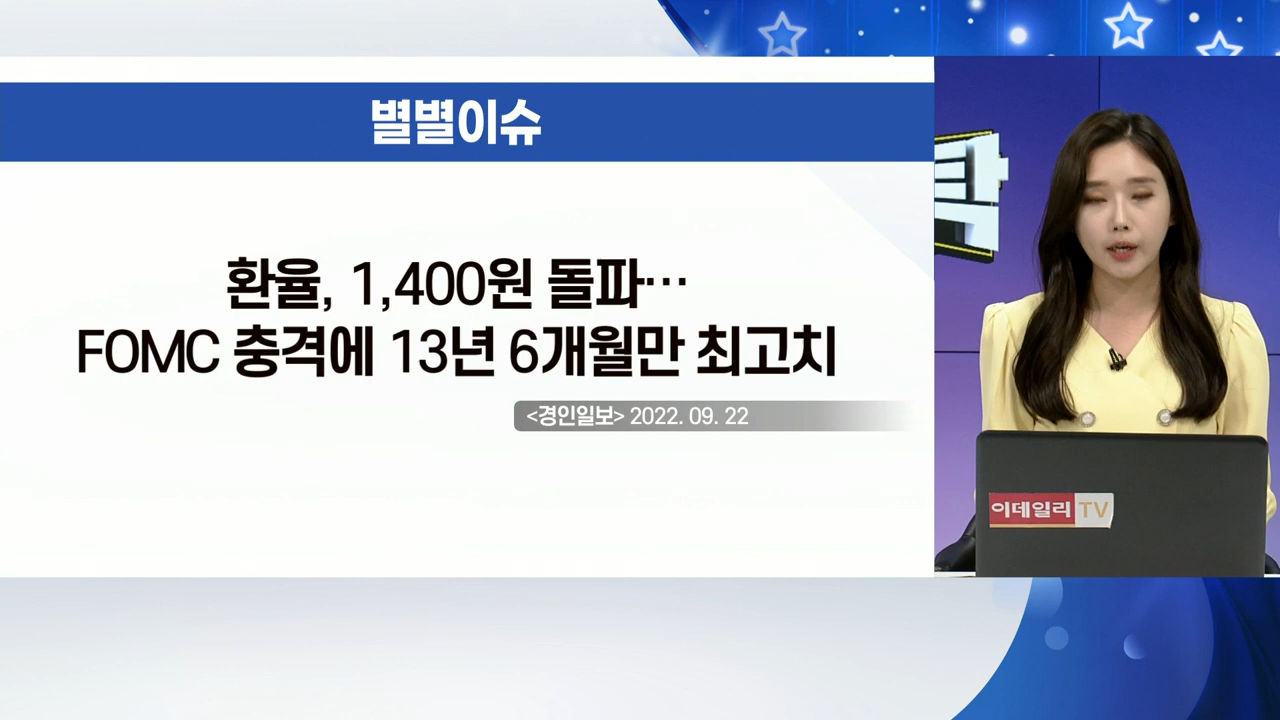 별별이슈
환율, 1,400원 돌파…
FOMC 충격에 13년 6개월만 최고치
<경인일보> 2022. 09. 22
탁
이데일리 TV